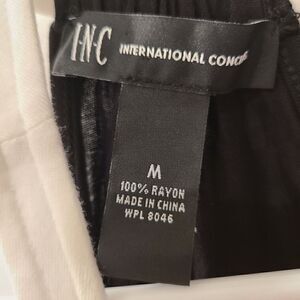 I·N·C INTERNATIONAL
M
100% RAYON
MADE IN CHINA
WPL 8046